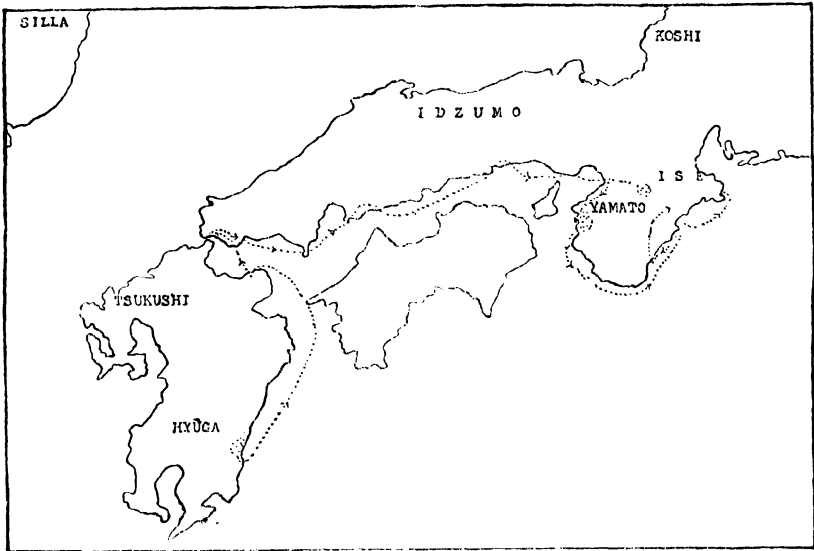 SILLA
KOSHI
IDZUMO
ISE
YAMATO
TSUKUSHI
HYŪGA